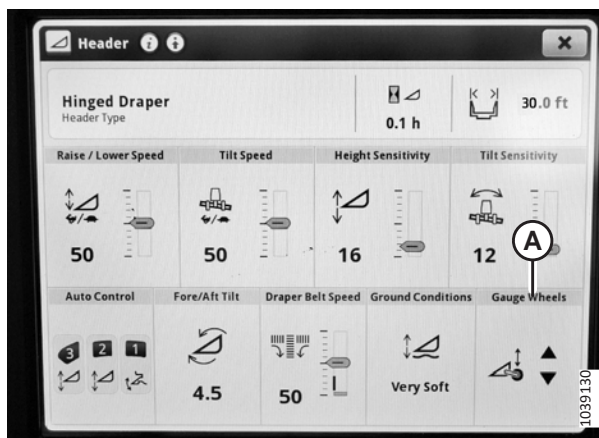 Header
Hinged Draper
Header Type
0.1 h
30.0 ft
Raise / Lower Speed
Tilt Speed
Height Sensitivity
Tilt Sensitivity
50
50
16
12
A
Auto Control
Fore/Aft Tilt
Draper Belt Speed
Ground Conditions
Gauge Wheels
3
2
1
4.5
50
Very Soft
1039130